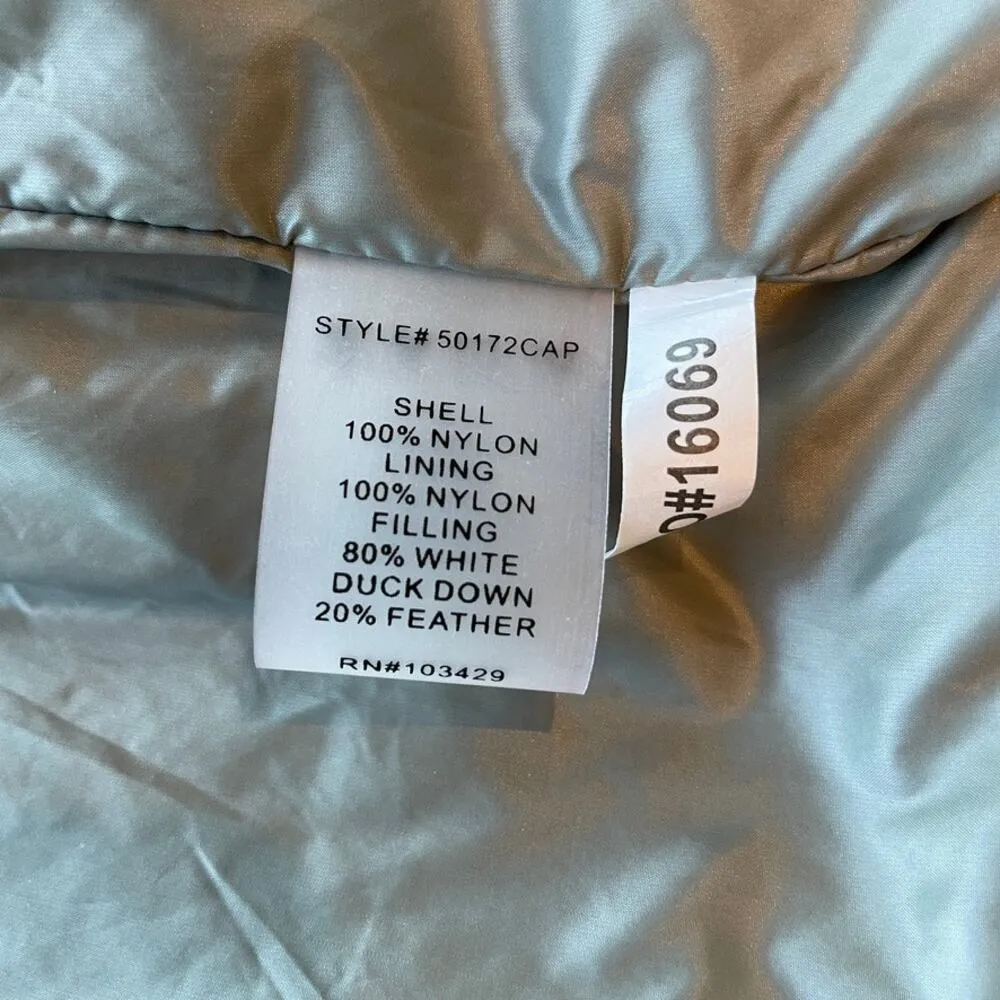 STYLE# 50172CAP
SHELL
100% NYLON
LINING
100% NYLON
FILLING
80% WHITE
DUCK DOWN
20% FEATHER
RN#103429
#16069